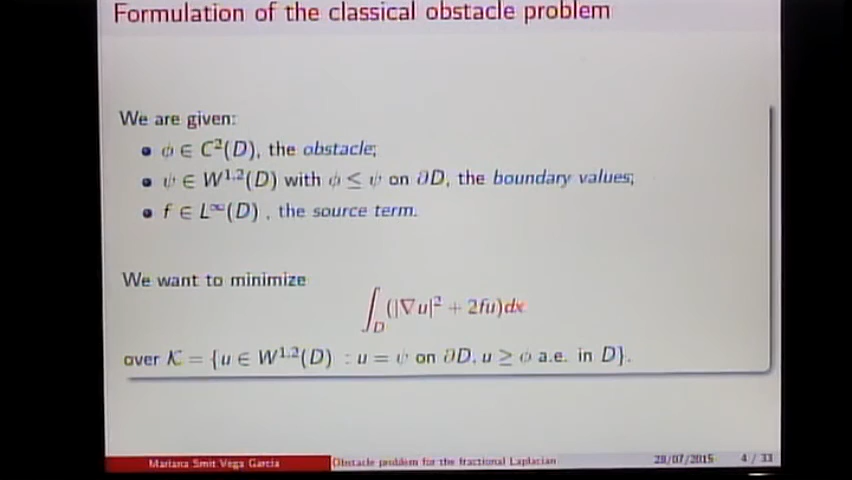 Formulation of the classical obstacle problem
We are given:
• ϕ ∈ C²(D), the obstacle;
• ψ ∈ W^{1,2}(D) with ϕ ≤ ψ on ∂D, the boundary values;
• f ∈ L^∞(D) , the source term.
We want to minimize
∫_D (|∇u|² + 2fu)dx
over K = {u ∈ W^{1,2}(D) : u = ψ on ∂D, u ≥ ϕ a.e. in D}.
Mariana Smit Vega Garcia Obstacle problem for the fractional Laplacian 28/07/2015 4 / 33